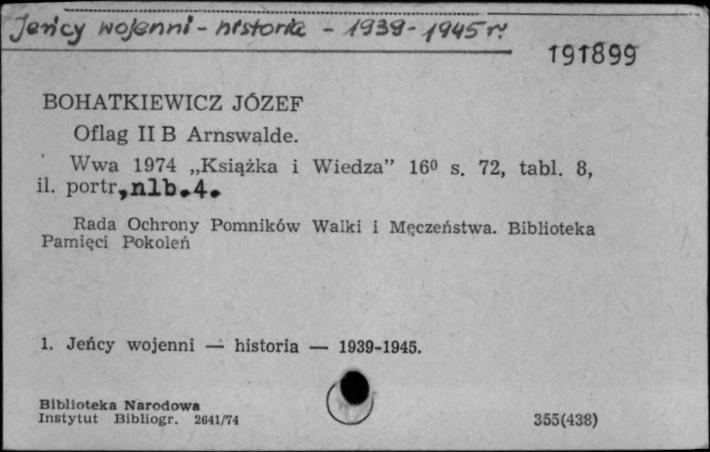 Jeńcy wojenni - historia - 1939-1945 r.
191899
BOHATKIEWICZ JÓZEF
Oflag II B Arnswalde.
Wwa 1974 „Książka i Wiedza” 16⁰ s. 72, tabl. 8,
il. portr, nlb. 4.
Rada Ochrony Pomników Walki i Męczeństwa. Biblioteka
Pamięci Pokoleń
1. Jeńcy wojenni — historia — 1939-1945.
Biblioteka Narodowa
Instytut Bibliogr. 2641/74
355(438)